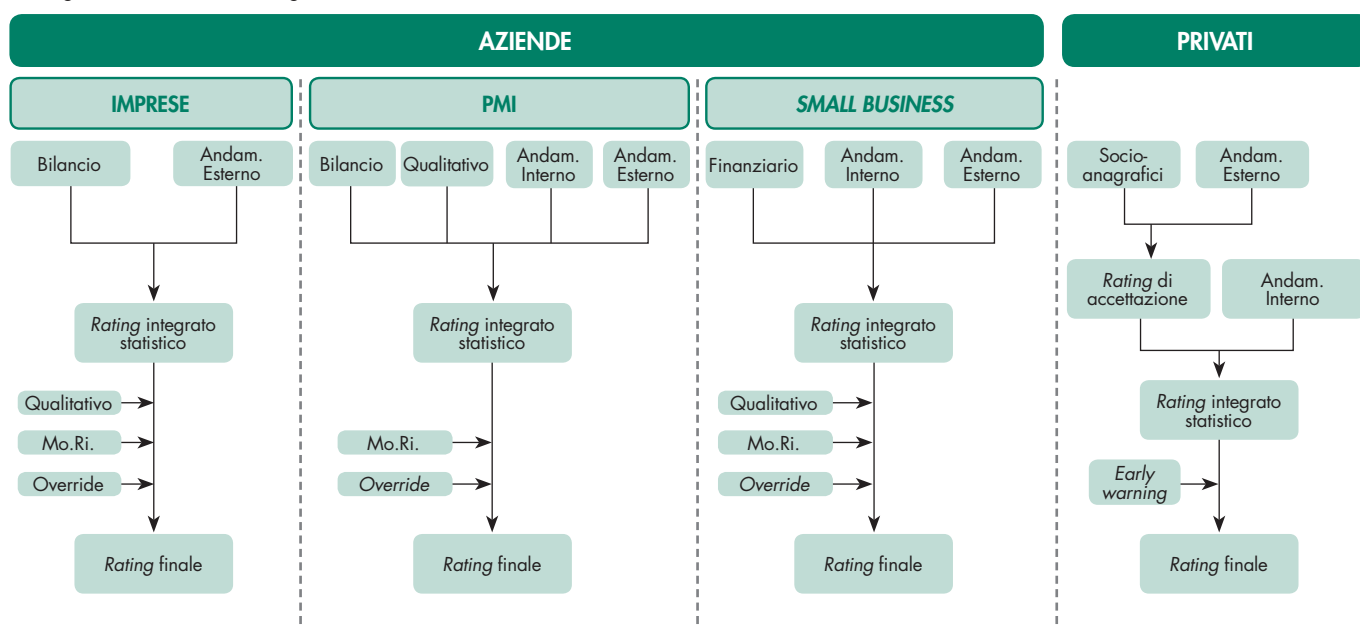 AZIENDE
PRIVATI
IMPRESE
PMI
SMALL BUSINESS
Bilancio
Andam.
Esterno
Bilancio
Qualitativo
Andam.
Interno
Andam.
Esterno
Finanziario
Andam.
Interno
Andam.
Esterno
Socio-
anagrafici
Andam.
Esterno
Rating di
accettazione
Andam.
Interno
Rating integrato
statistico
Rating integrato
statistico
Rating integrato
statistico
Rating integrato
statistico
Qualitativo
Mo.Ri.
Override
Mo.Ri.
Override
Qualitativo
Mo.Ri.
Override
Early
warning
Rating finale
Rating finale
Rating finale
Rating finale